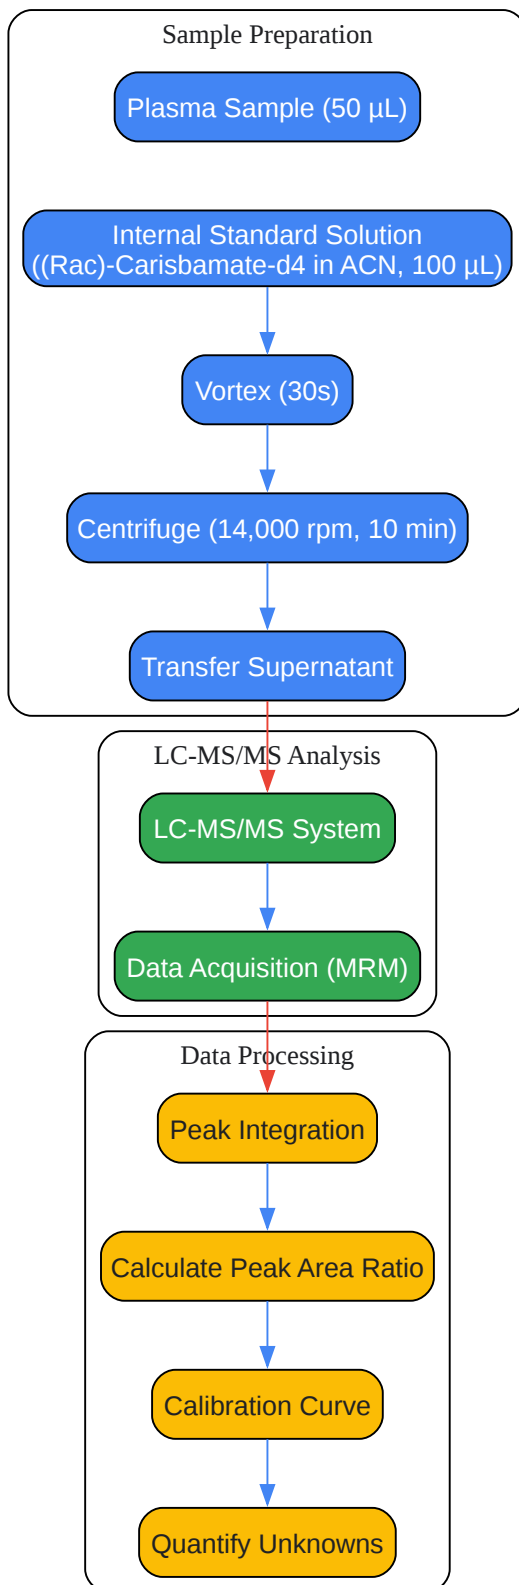 Sample Preparation
Plasma Sample (50 µL)
Internal Standard Solution
((Rac)-Carisbamate-d4 in ACN, 100 µL)
Vortex (30s)
Centrifuge (14,000 rpm, 10 min)
Transfer Supernatant
LC-MS/MS Analysis
LC-MS/MS System
Data Acquisition (MRM)
Data Processing
Peak Integration
Calculate Peak Area Ratio
Calibration Curve
Quantify Unknowns